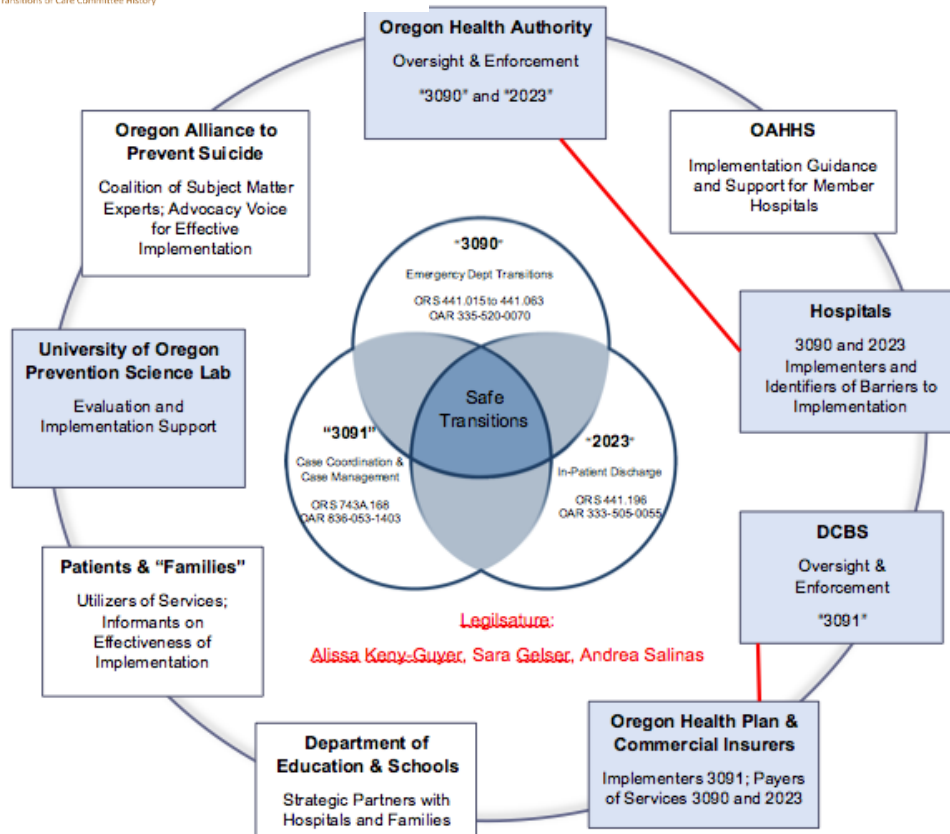 Transitions of Care Committee History
Oregon Health Authority
Oversight & Enforcement
"3090" and "2023"
OAHHS
Implementation Guidance
and Support for Member
Hospitals
Hospitals
3090 and 2023
Implementers and
Identifiers of Barriers to
Implementation
DCBS
Oversight &
Enforcement
"3091"
Oregon Health Plan &
Commercial Insurers
Implementers 3091; Payers
of Services 3090 and 2023
Department of
Education & Schools
Strategic Partners with
Hospitals and Families
Patients & “Families”
Utilizers of Services;
Informants on
Effectiveness of
Implementation
University of Oregon
Prevention Science Lab
Evaluation and
Implementation Support
Oregon Alliance to
Prevent Suicide
Coalition of Subject Matter
Experts; Advocacy Voice
for Effective
Implementation
"3090"
Emergency Dept Transitions
ORS 441.015 to 441.063
OAR 335-520-0070
Safe
Transitions
“3091”
Case Coordination &
Case Management
ORS 743A.168
OAR 836-053-1403
"2023"
In-Patient Discharge
ORS 441.196
OAR 333-505-0055
Legilsature:
Alissa Keny-Guyer, Sara Gelser, Andrea Salinas